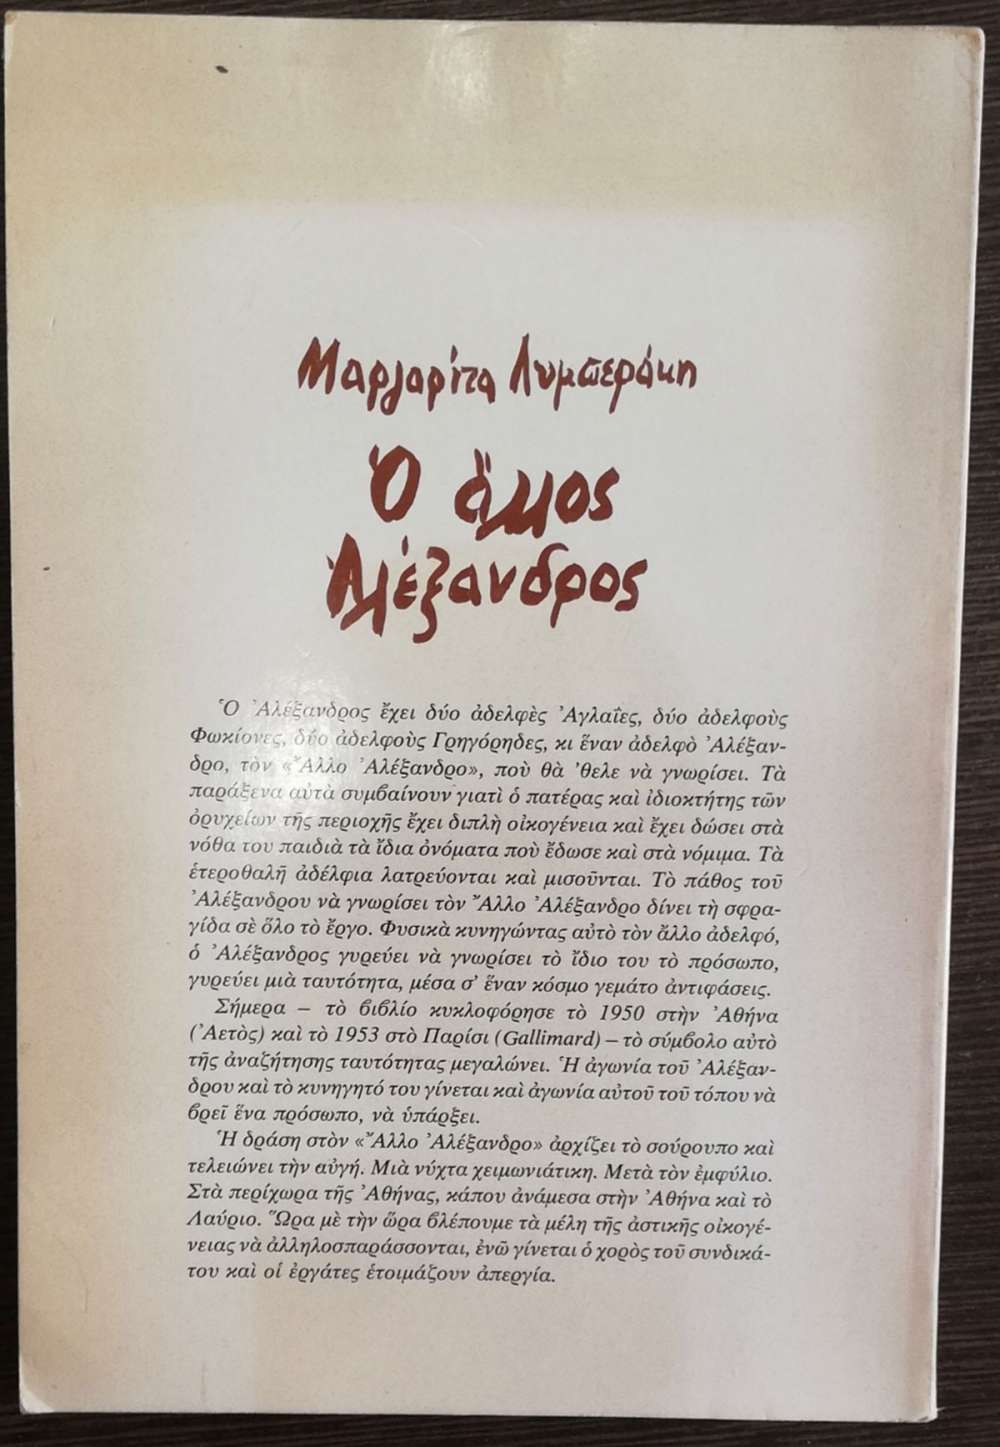 Μαργαρίτα Λυμπεράκη
Ὁ ἄλλος
Ἀλέξανδρος
Ὁ Ἀλέξανδρος ἔχει δύο ἀδελφὲς Ἀγλαΐες, δύο ἀδελφοὺς
Φωκίονες, δύο ἀδελφοὺς Γρηγόρηδες, κι ἕναν ἀδελφὸ Ἀλέξαν-
δρο, τὸν «Ἄλλο Ἀλέξανδρο», ποὺ θὰ ’θελε νὰ γνωρίσει. Τὰ
παράξενα αὐτὰ συμβαίνουν γιατὶ ὁ πατέρας καὶ ἰδιοκτήτης τῶν
ὀρυχείων τῆς περιοχῆς ἔχει διπλὴ οἰκογένεια καὶ ἔχει δώσει στὰ
νόθα του παιδιὰ τὰ ἴδια ὀνόματα ποὺ ἔδωσε καὶ στὰ νόμιμα. Τὰ
ἑτεροθαλῆ ἀδέλφια λατρεύονται καὶ μισοῦνται. Τὸ πάθος τοῦ
Ἀλέξανδρου νὰ γνωρίσει τὸν Ἄλλο Ἀλέξανδρο δίνει τὴ σφρα-
γίδα σὲ ὅλο τὸ ἔργο. Φυσικὰ κυνηγώντας αὐτὸ τὸν ἄλλο ἀδελφό,
ὁ Ἀλέξανδρος γυρεύει νὰ γνωρίσει τὸ ἴδιο του τὸ πρόσωπο,
γυρεύει μιὰ ταυτότητα, μέσα σ’ ἕναν κόσμο γεμάτο ἀντιφάσεις.
Σήμερα – τὸ βιβλίο κυκλοφόρησε τὸ 1950 στὴν Ἀθήνα
(Ἀετὸς) καὶ τὸ 1953 στὸ Παρίσι (Gallimard) – τὸ σύμβολο αὐτὸ
τῆς ἀναζήτησης ταυτότητας μεγαλώνει. Ἡ ἀγωνία τοῦ Ἀλέξαν-
δρου καὶ τὸ κυνηγητό του γίνεται καὶ ἀγωνία αὐτοῦ τοῦ τόπου νὰ
βρεῖ ἕνα πρόσωπο, νὰ ὑπάρξει.
Ἡ δράση στὸν «Ἄλλο Ἀλέξανδρο» ἀρχίζει τὸ σούρουπο καὶ
τελειώνει τὴν αὐγή. Μιὰ νύχτα χειμωνιάτικη. Μετὰ τὸν ἐμφύλιο.
Στὰ περίχωρα τῆς Ἀθήνας, κάπου ἀνάμεσα στὴν Ἀθήνα καὶ τὸ
Λαύριο. Ὥρα μὲ τὴν ὥρα βλέπουμε τὰ μέλη τῆς ἀστικῆς οἰκογέ-
νειας νὰ ἀλληλοσπαράσσονται, ἐνῶ γίνεται ὁ χορὸς τοῦ συνδικά-
του καὶ οἱ ἐργάτες ἑτοιμάζουν ἀπεργία.